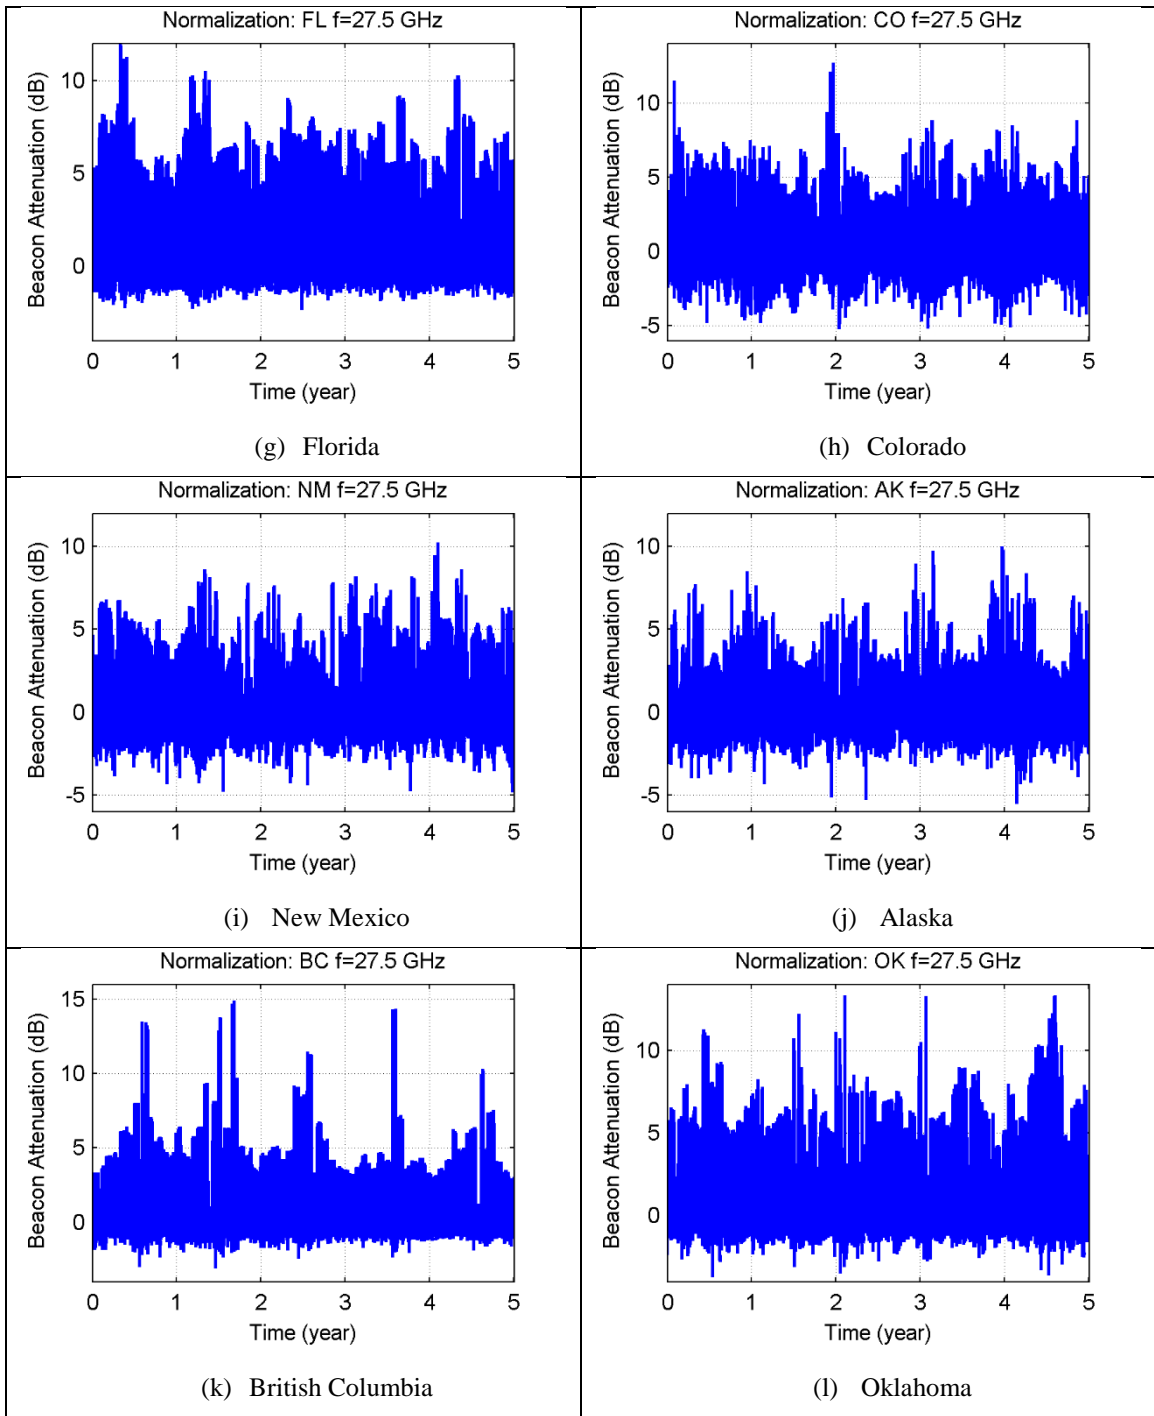 Normalization: FL f=27.5 GHz
Beacon Attenuation (dB)
10
5
0
0 1 2 3 4 5
Time (year)
(g) Florida
Normalization: CO f=27.5 GHz
Beacon Attenuation (dB)
10
5
0
-5
0 1 2 3 4 5
Time (year)
(h) Colorado
Normalization: NM f=27.5 GHz
Beacon Attenuation (dB)
10
5
0
-5
0 1 2 3 4 5
Time (year)
(i) New Mexico
Normalization: AK f=27.5 GHz
Beacon Attenuation (dB)
10
5
0
-5
0 1 2 3 4 5
Time (year)
(j) Alaska
Normalization: BC f=27.5 GHz
Beacon Attenuation (dB)
15
10
5
0
0 1 2 3 4 5
Time (year)
(k) British Columbia
Normalization: OK f=27.5 GHz
Beacon Attenuation (dB)
10
5
0
0 1 2 3 4 5
Time (year)
(l) Oklahoma